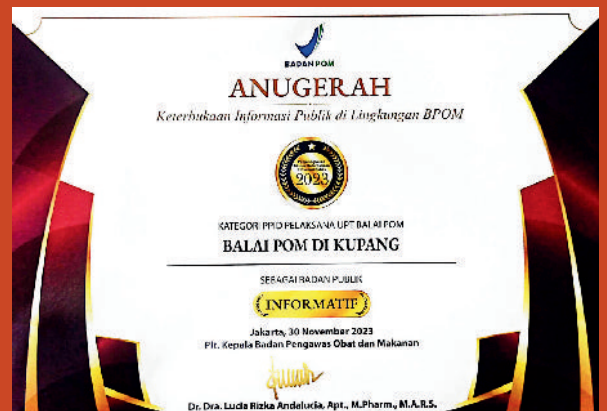 BADAN POM
ANUGERAH
Keterbukaan Informasi Publik di Lingkungan BPOM
2023
KATEGORI PPID PELAKSANA UPT BALAI POM
BALAI POM DI KUPANG
SEBAGAI BADAN PUBLIK
INFORMATIF
Jakarta, 30 November 2023
Plt. Kepala Badan Pengawas Obat dan Makanan
Dr. Dra. Lucia Rizka Andalucia, Apt., M.Pharm., M.A.R.S.